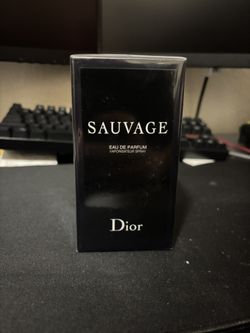 SAUVAGE
EAU DE PARFUM
VAPORISATEUR SPRAY
Dior